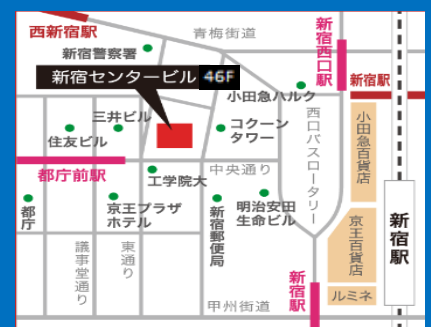 西新宿駅
青梅街道
新宿西口駅
新宿警察署
新宿センタービル 46F
新宿駅
小田急ハルク
三井ビル
コクーン
タワー
西口バスロータリー
小田急百貨店
住友ビル
都庁前駅
中央通り
工学院大
都庁
京王プラザ
ホテル
新宿郵便局
明治安田
生命ビル
京王百貨店
新宿駅
議事堂通り
東通り
新宿駅
ルミネ
甲州街道